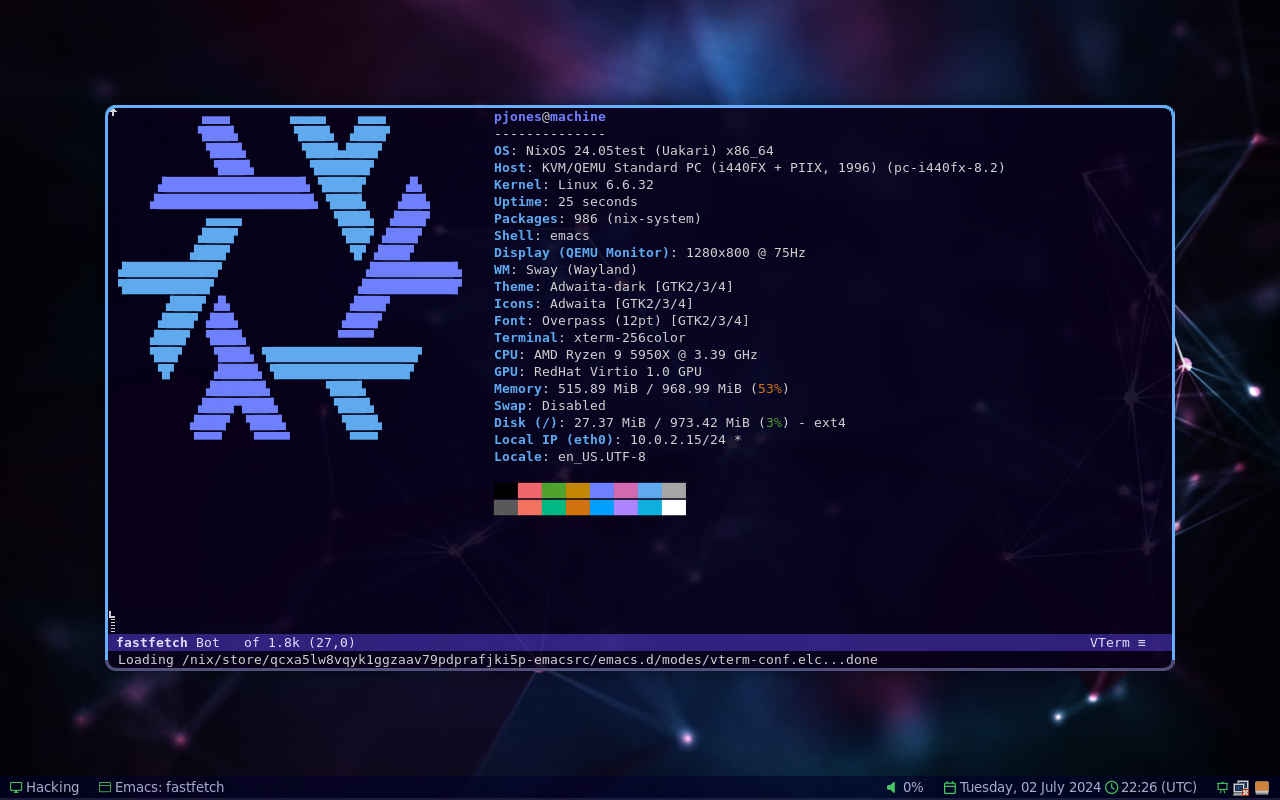 pjones@machine
--------------
OS: NixOS 24.05test (Uakari) x86_64
Host: KVM/QEMU Standard PC (i440FX + PIIX, 1996) (pc-i440fx-8.2)
Kernel: Linux 6.6.32
Uptime: 25 seconds
Packages: 986 (nix-system)
Shell: emacs
Display (QEMU Monitor): 1280x800 @ 75Hz
WM: Sway (Wayland)
Theme: Adwaita-dark [GTK2/3/4]
Icons: Adwaita [GTK2/3/4]
Font: Overpass (12pt) [GTK2/3/4]
Terminal: xterm-256color
CPU: AMD Ryzen 9 5950X @ 3.39 GHz
GPU: RedHat Virtio 1.0 GPU
Memory: 515.89 MiB / 968.99 MiB (53%)
Swap: Disabled
Disk (/): 27.37 MiB / 973.42 MiB (3%) - ext4
Local IP (eth0): 10.0.2.15/24 *
Locale: en_US.UTF-8
fastfetch Bot of 1.8k (27,0) VTerm ≡
Loading /nix/store/qcxa5lw8vqyk1ggzaav79pdprafjki5p-emacsrc/emacs.d/modes/vterm-conf.elc...done
Hacking Emacs: fastfetch 0% Tuesday, 02 July 2024 22:26 (UTC)